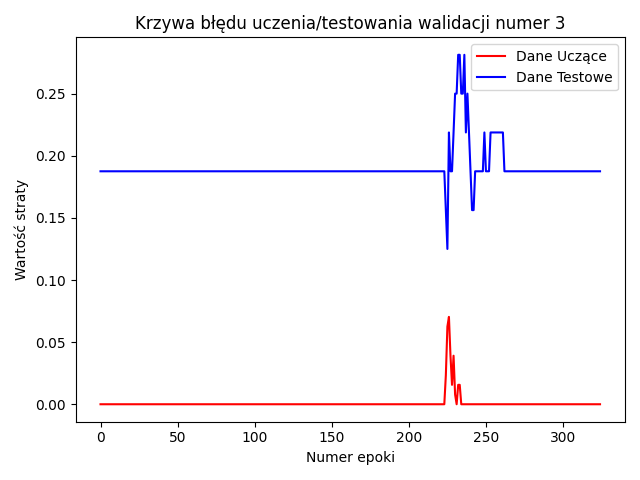 Krzywa błędu uczenia/testowania walidacji numer 3
Dane Uczące
Dane Testowe
Wartość straty
0.25
0.20
0.15
0.10
0.05
0.00
0 50 100 150 200 250 300
Numer epoki